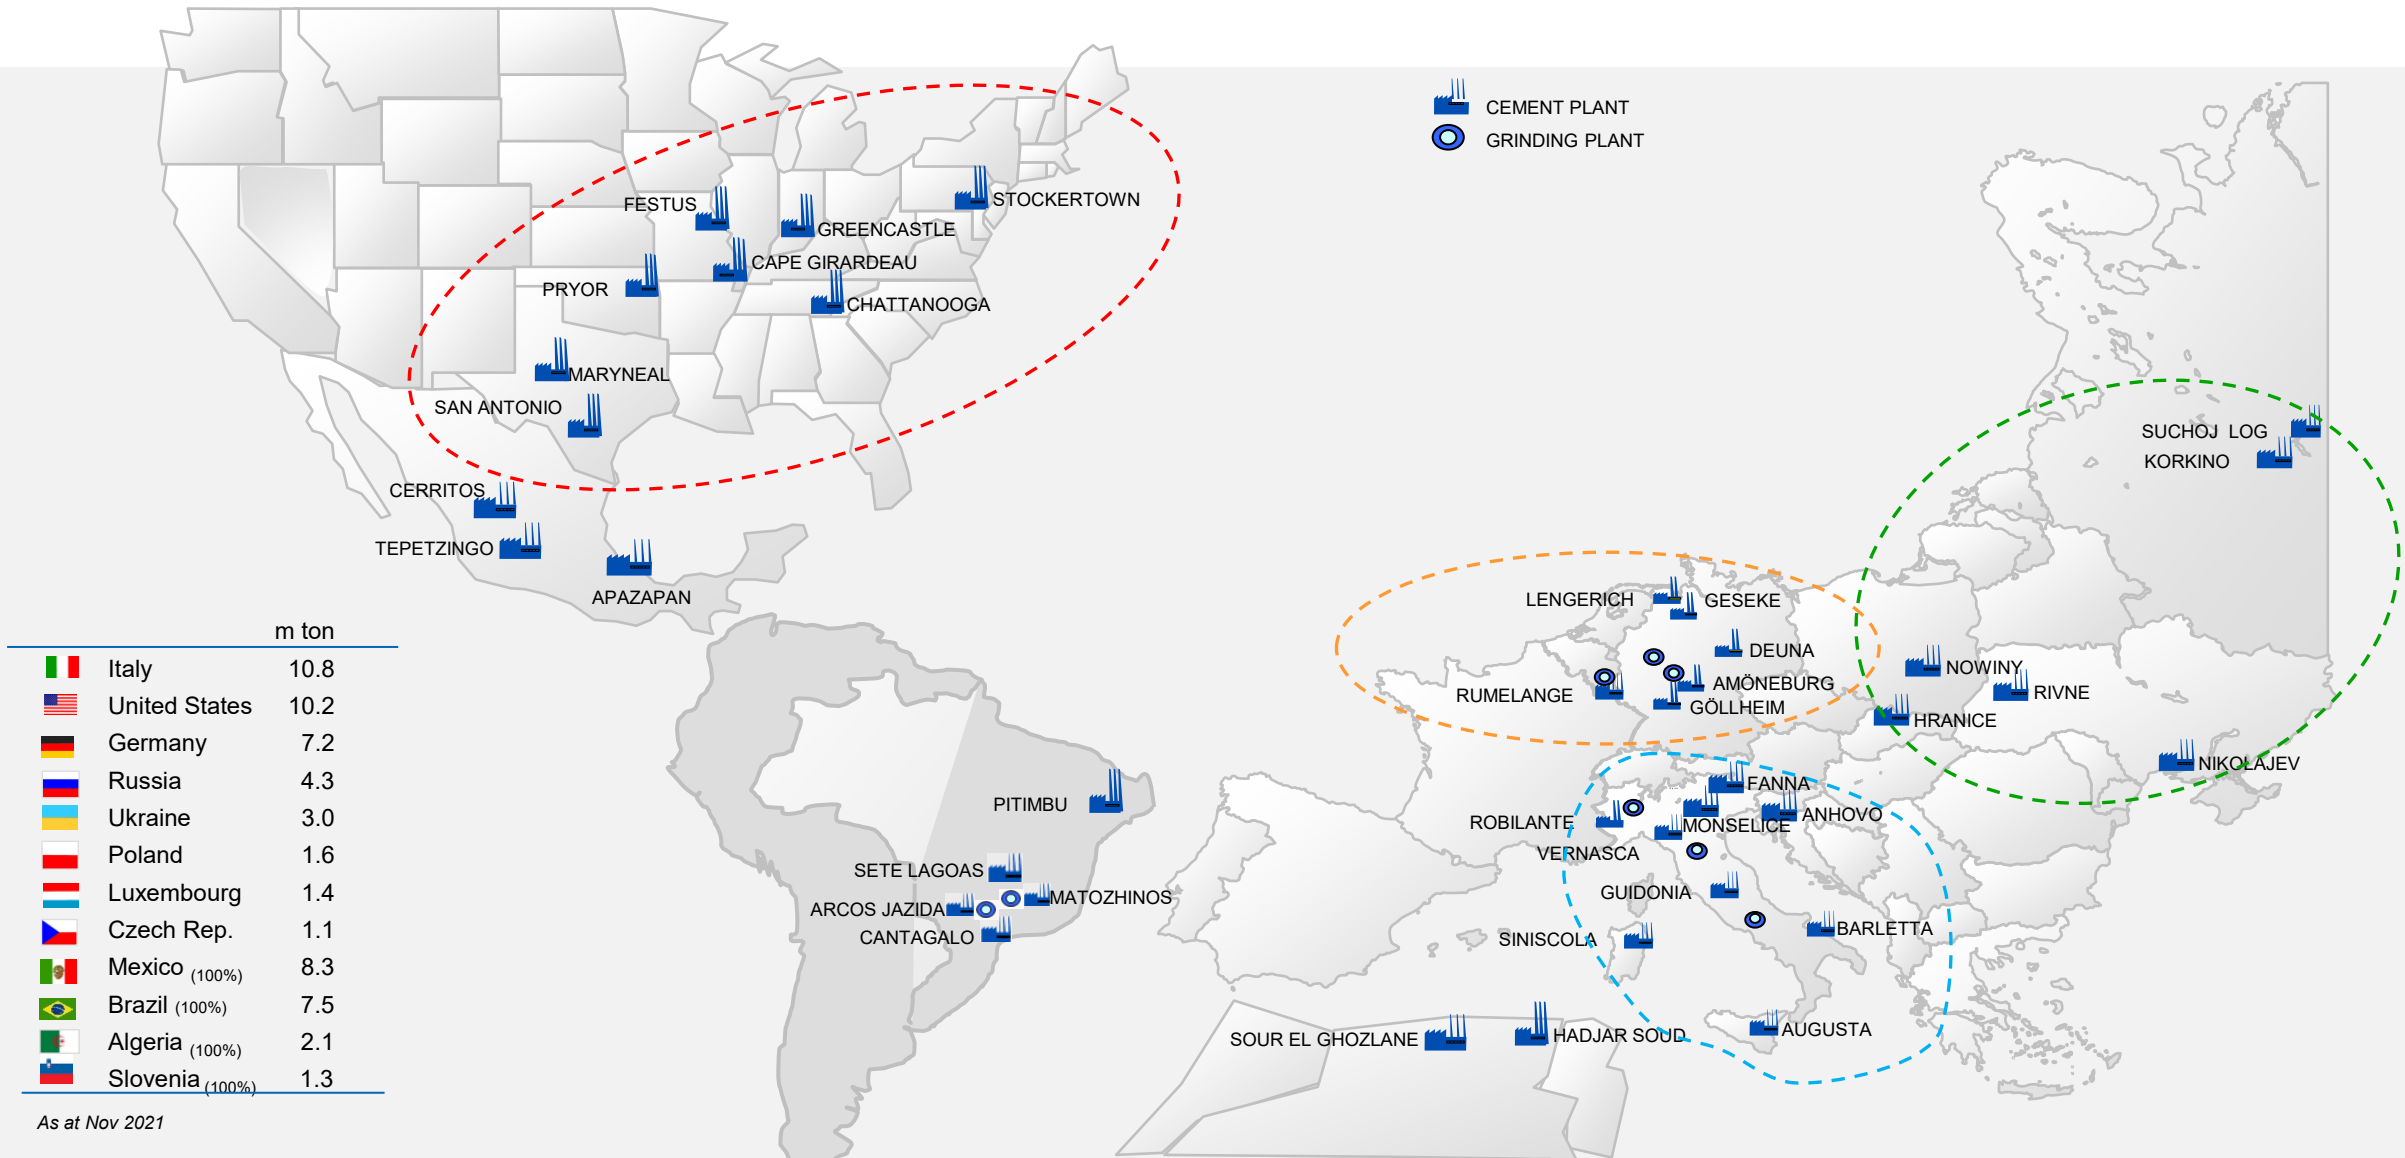 CEMENT PLANT
GRINDING PLANT
STOCKERTOWN
FESTUS
GREENCASTLE
CAPE GIRARDEAU
PRYOR
CHATTANOOGA
MARYNEAL
SAN ANTONIO
CERRITOS
TEPETZINGO
APAZAPAN
SUCHOJ LOG
KORKINO
LENGERICH
GESEKE
DEUNA
AMÖNEBURG
RUMELANGE
GÖLLHEIM
NOWINY
RIVNE
HRANICE
NIKOLAJEV
FANNA
ANHOVO
ROBILANTE
MONSELICE
VERNASCA
GUIDONIA
BARLETTA
SINISCOLA
AUGUSTA
SOUR EL GHOZLANE
HADJAR SOUD
PITIMBU
SETE LAGOAS
MATOZHINOS
ARCOS JAZIDA
CANTAGALO
m ton
Italy 10.8
United States 10.2
Germany 7.2
Russia 4.3
Ukraine 3.0
Poland 1.6
Luxembourg 1.4
Czech Rep. 1.1
Mexico (100%) 8.3
Brazil (100%) 7.5
Algeria (100%) 2.1
Slovenia (100%) 1.3
As at Nov 2021